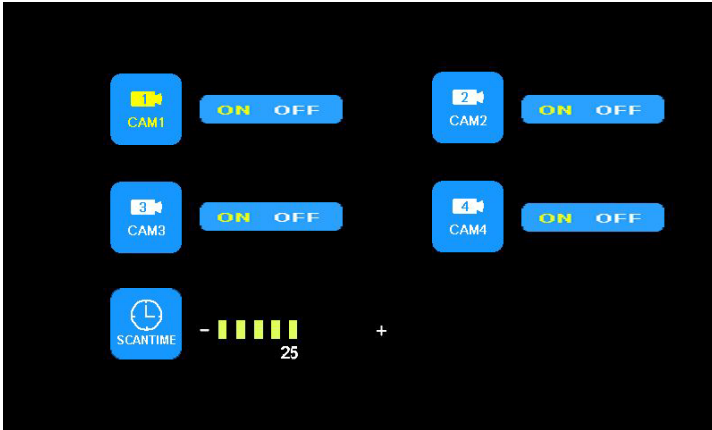 1
CAM1
ON OFF
2
CAM2
ON OFF
3
CAM3
ON OFF
4
CAM4
ON OFF
SCANTIME
- +
25